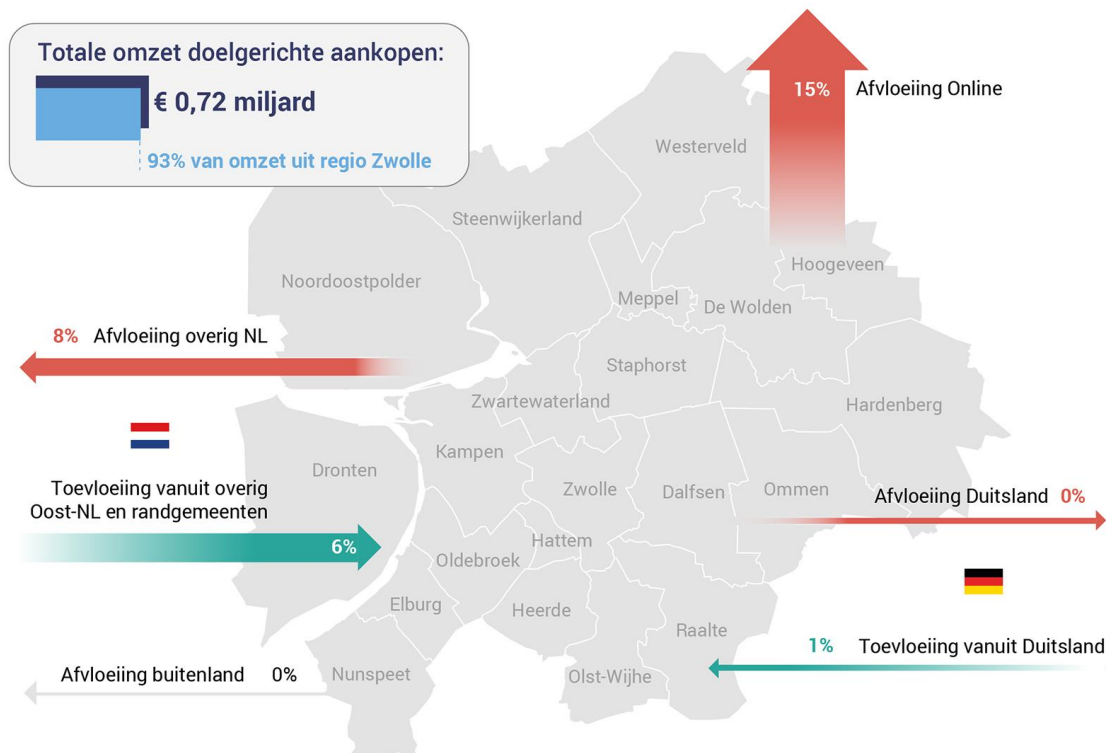 Totale omzet doelgerichte aankopen:
€ 0,72 miljard
93% van omzet uit regio Zwolle
15% Afvloeiing Online
Westerveld
Steenwijkerland
Hoogeveen
Noordoostpolder
Meppel
De Wolden
8% Afvloeiing overig NL
Staphorst
Zwartewaterland
Hardenberg
Kampen
Dronten
Zwolle
Dalfsen
Ommen
Toevloeiing vanuit overig
Oost-NL en randgemeenten
6%
Afvloeiing Duitsland 0%
Hattem
Oldebroek
Elburg
Heerde
Raalte
1% Toevloeiing vanuit Duitsland
Afvloeiing buitenland 0%
Nunspeet
Olst-Wijhe